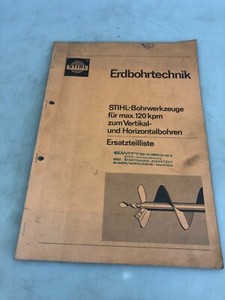 STIHL
Erdbohrtechnik
STIHL-Bohrwerkzeuge
für max. 120 kpm
zum Vertikal-
und Horizontalbohren
Ersatzteilliste